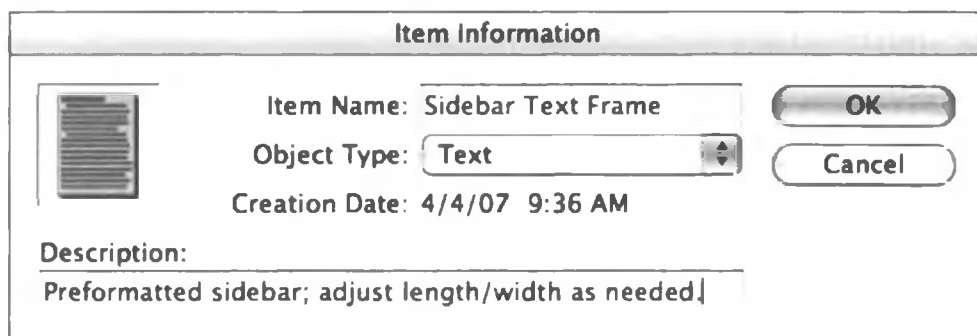 Item Information
Item Name: Sidebar Text Frame
OK
Object Type: Text
Cancel
Creation Date: 4/4/07 9:36 AM
Description:
Preformatted sidebar; adjust length/width as needed.